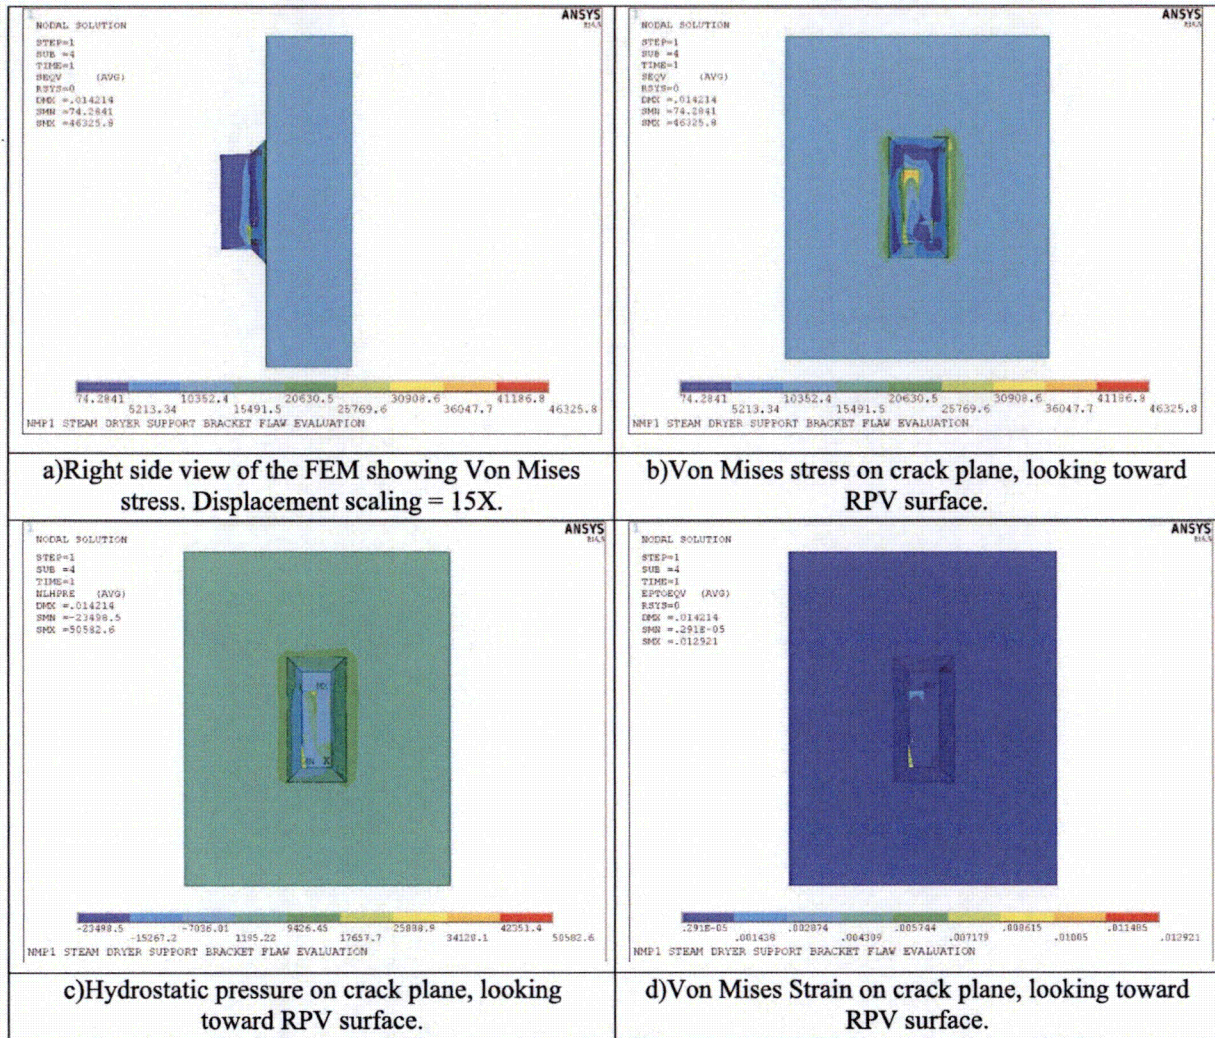 1
NODAL SOLUTION
STEP=1
SUB =4
TIME=1
SEQV (AVG)
RSYS=0
DMX =.014214
SMN =74.2841
SMX =46325.8
ANSYS
74.2841
5213.34
10352.4
15491.5
20630.5
25769.6
30908.6
36047.7
41186.8
46325.8
NMP1 STEAM DRYER SUPPORT BRACKET FLAW EVALUATION
a)Right side view of the FEM showing Von Mises
stress. Displacement scaling = 15X.
1
NODAL SOLUTION
STEP=1
SUB =4
TIME=1
SEQV (AVG)
RSYS=0
DMX =.014214
SMN =74.2841
SMX =46325.8
ANSYS
74.2841
5213.34
10352.4
15491.5
20630.5
25769.6
30908.6
36047.7
41186.8
46325.8
NMP1 STEAM DRYER SUPPORT BRACKET FLAW EVALUATION
b)Von Mises stress on crack plane, looking toward
RPV surface.
1
NODAL SOLUTION
STEP=1
SUB =4
TIME=1
NLHPRE (AVG)
DMX =.014214
SMN =-23498.5
SMX =50582.6
ANSYS
MX
MN X
-23498.5
-15267.2
-7036.01
1195.22
9426.45
17657.7
25888.9
34120.1
42351.4
50582.6
NMP1 STEAM DRYER SUPPORT BRACKET FLAW EVALUATION
c)Hydrostatic pressure on crack plane, looking
toward RPV surface.
1
NODAL SOLUTION
STEP=1
SUB =4
TIME=1
EPTOEQV (AVG)
RSYS=0
DMX =.014214
SMN =.291E-05
SMX =.012921
ANSYS
.291E-05
.001438
.002874
.004309
.005744
.007179
.008615
.01005
.011485
.012921
NMP1 STEAM DRYER SUPPORT BRACKET FLAW EVALUATION
d)Von Mises Strain on crack plane, looking toward
RPV surface.